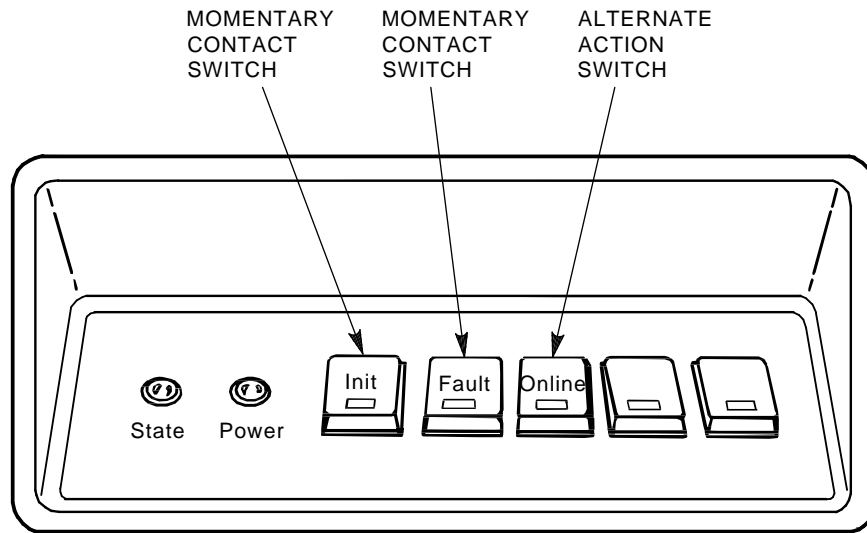 MOMENTARY
CONTACT
SWITCH
MOMENTARY
CONTACT
SWITCH
ALTERNATE
ACTION
SWITCH
Init
Fault
Online
State
Power